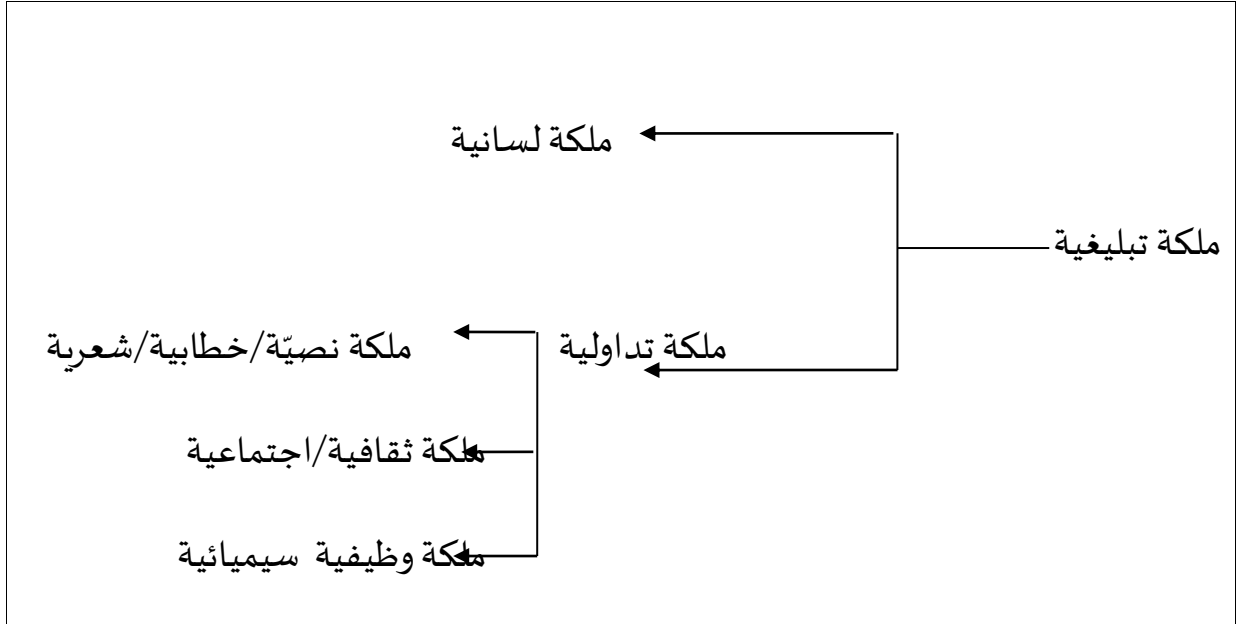 ملكة لسانية
ملكة تبليغية
ملكة تداولية
ملكة نصيّة/خطابية/شعرية
ملكة ثقافية/اجتماعية
ملكة وظيفية سيميائية